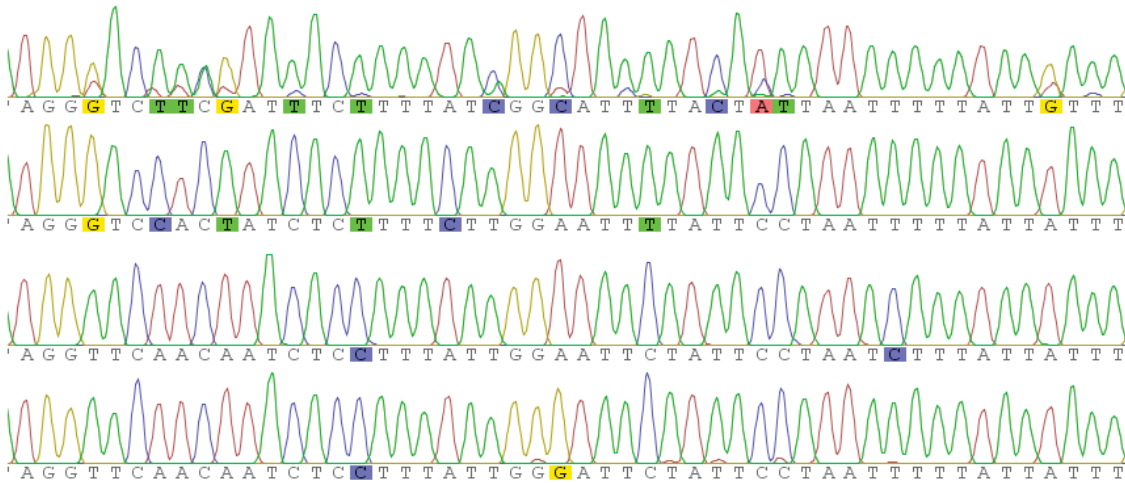 AGGGTCTTCGATTTCTTTTATCGGCATTTTACTATTAATTTTTATTGTTT
AGGGTCCACTATCTCTTTTCTTGGAATTTTATTCCTAATTTTTATTATTT
AGGTTCAACAATCTCCTTTATTGGAATTCTATTCCTAATCTTTATTATTT
AGGTTCAACAATCTCCTTTATTGGGATTCTATTCCTAATTTTTATTATTT